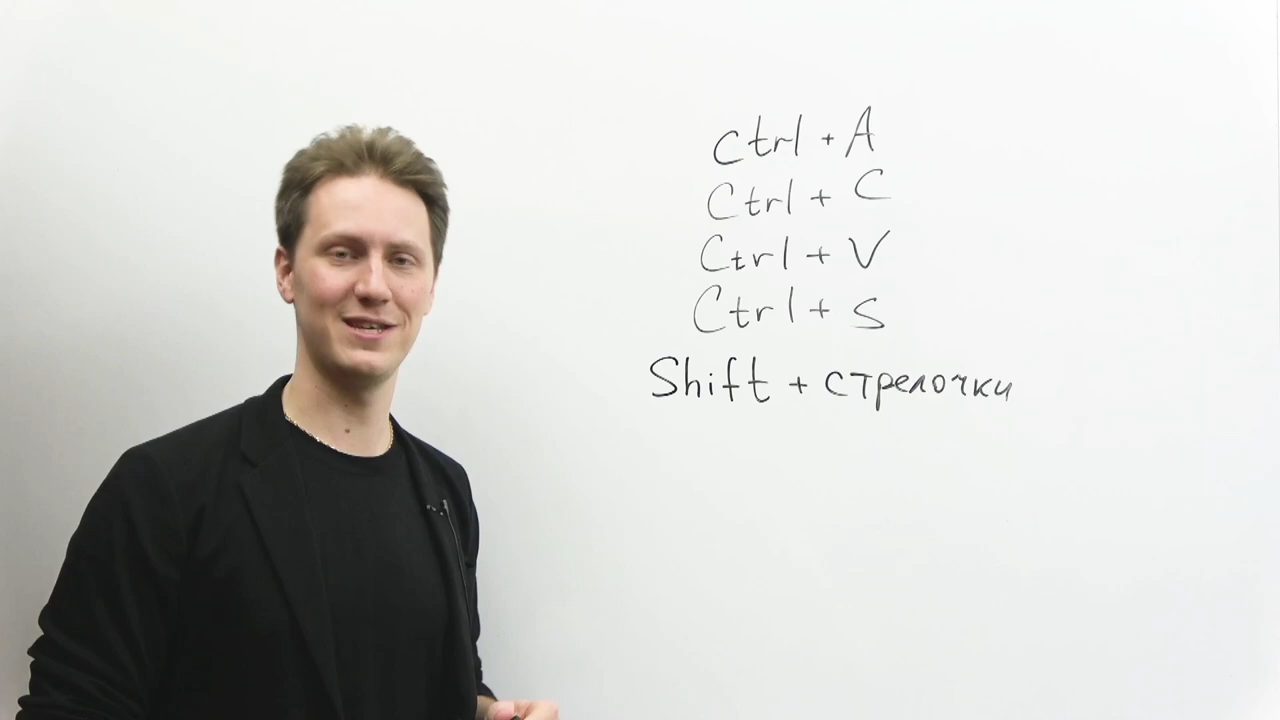 Ctrl + A
Ctrl + C
Ctrl + V
Ctrl + S
Shift + стрелочки